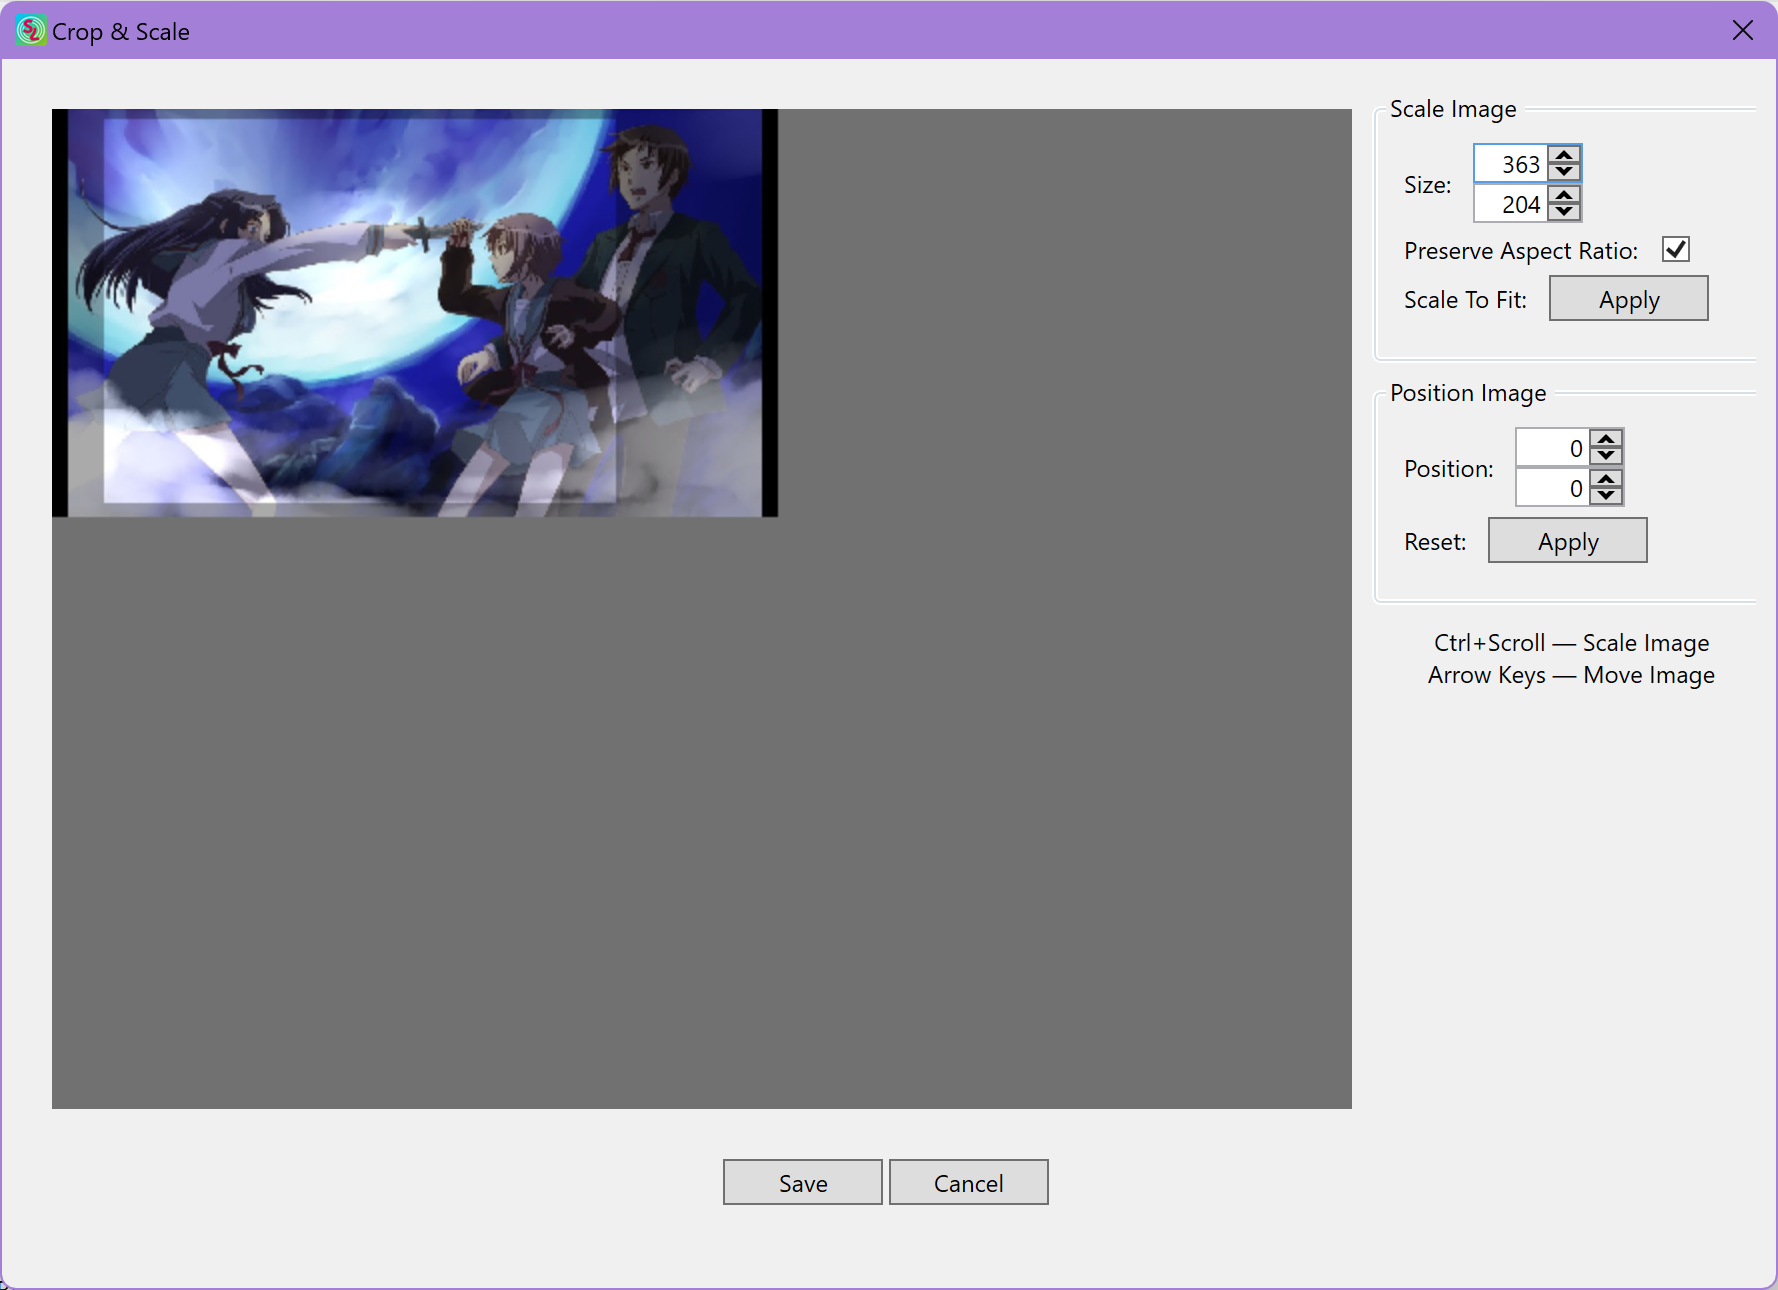 Crop & Scale
Scale Image
Size:
363
204
Preserve Aspect Ratio:
Scale To Fit:
Apply
Position Image
Position:
0
0
Reset:
Apply
Ctrl+Scroll — Scale Image
Arrow Keys — Move Image
Save
Cancel